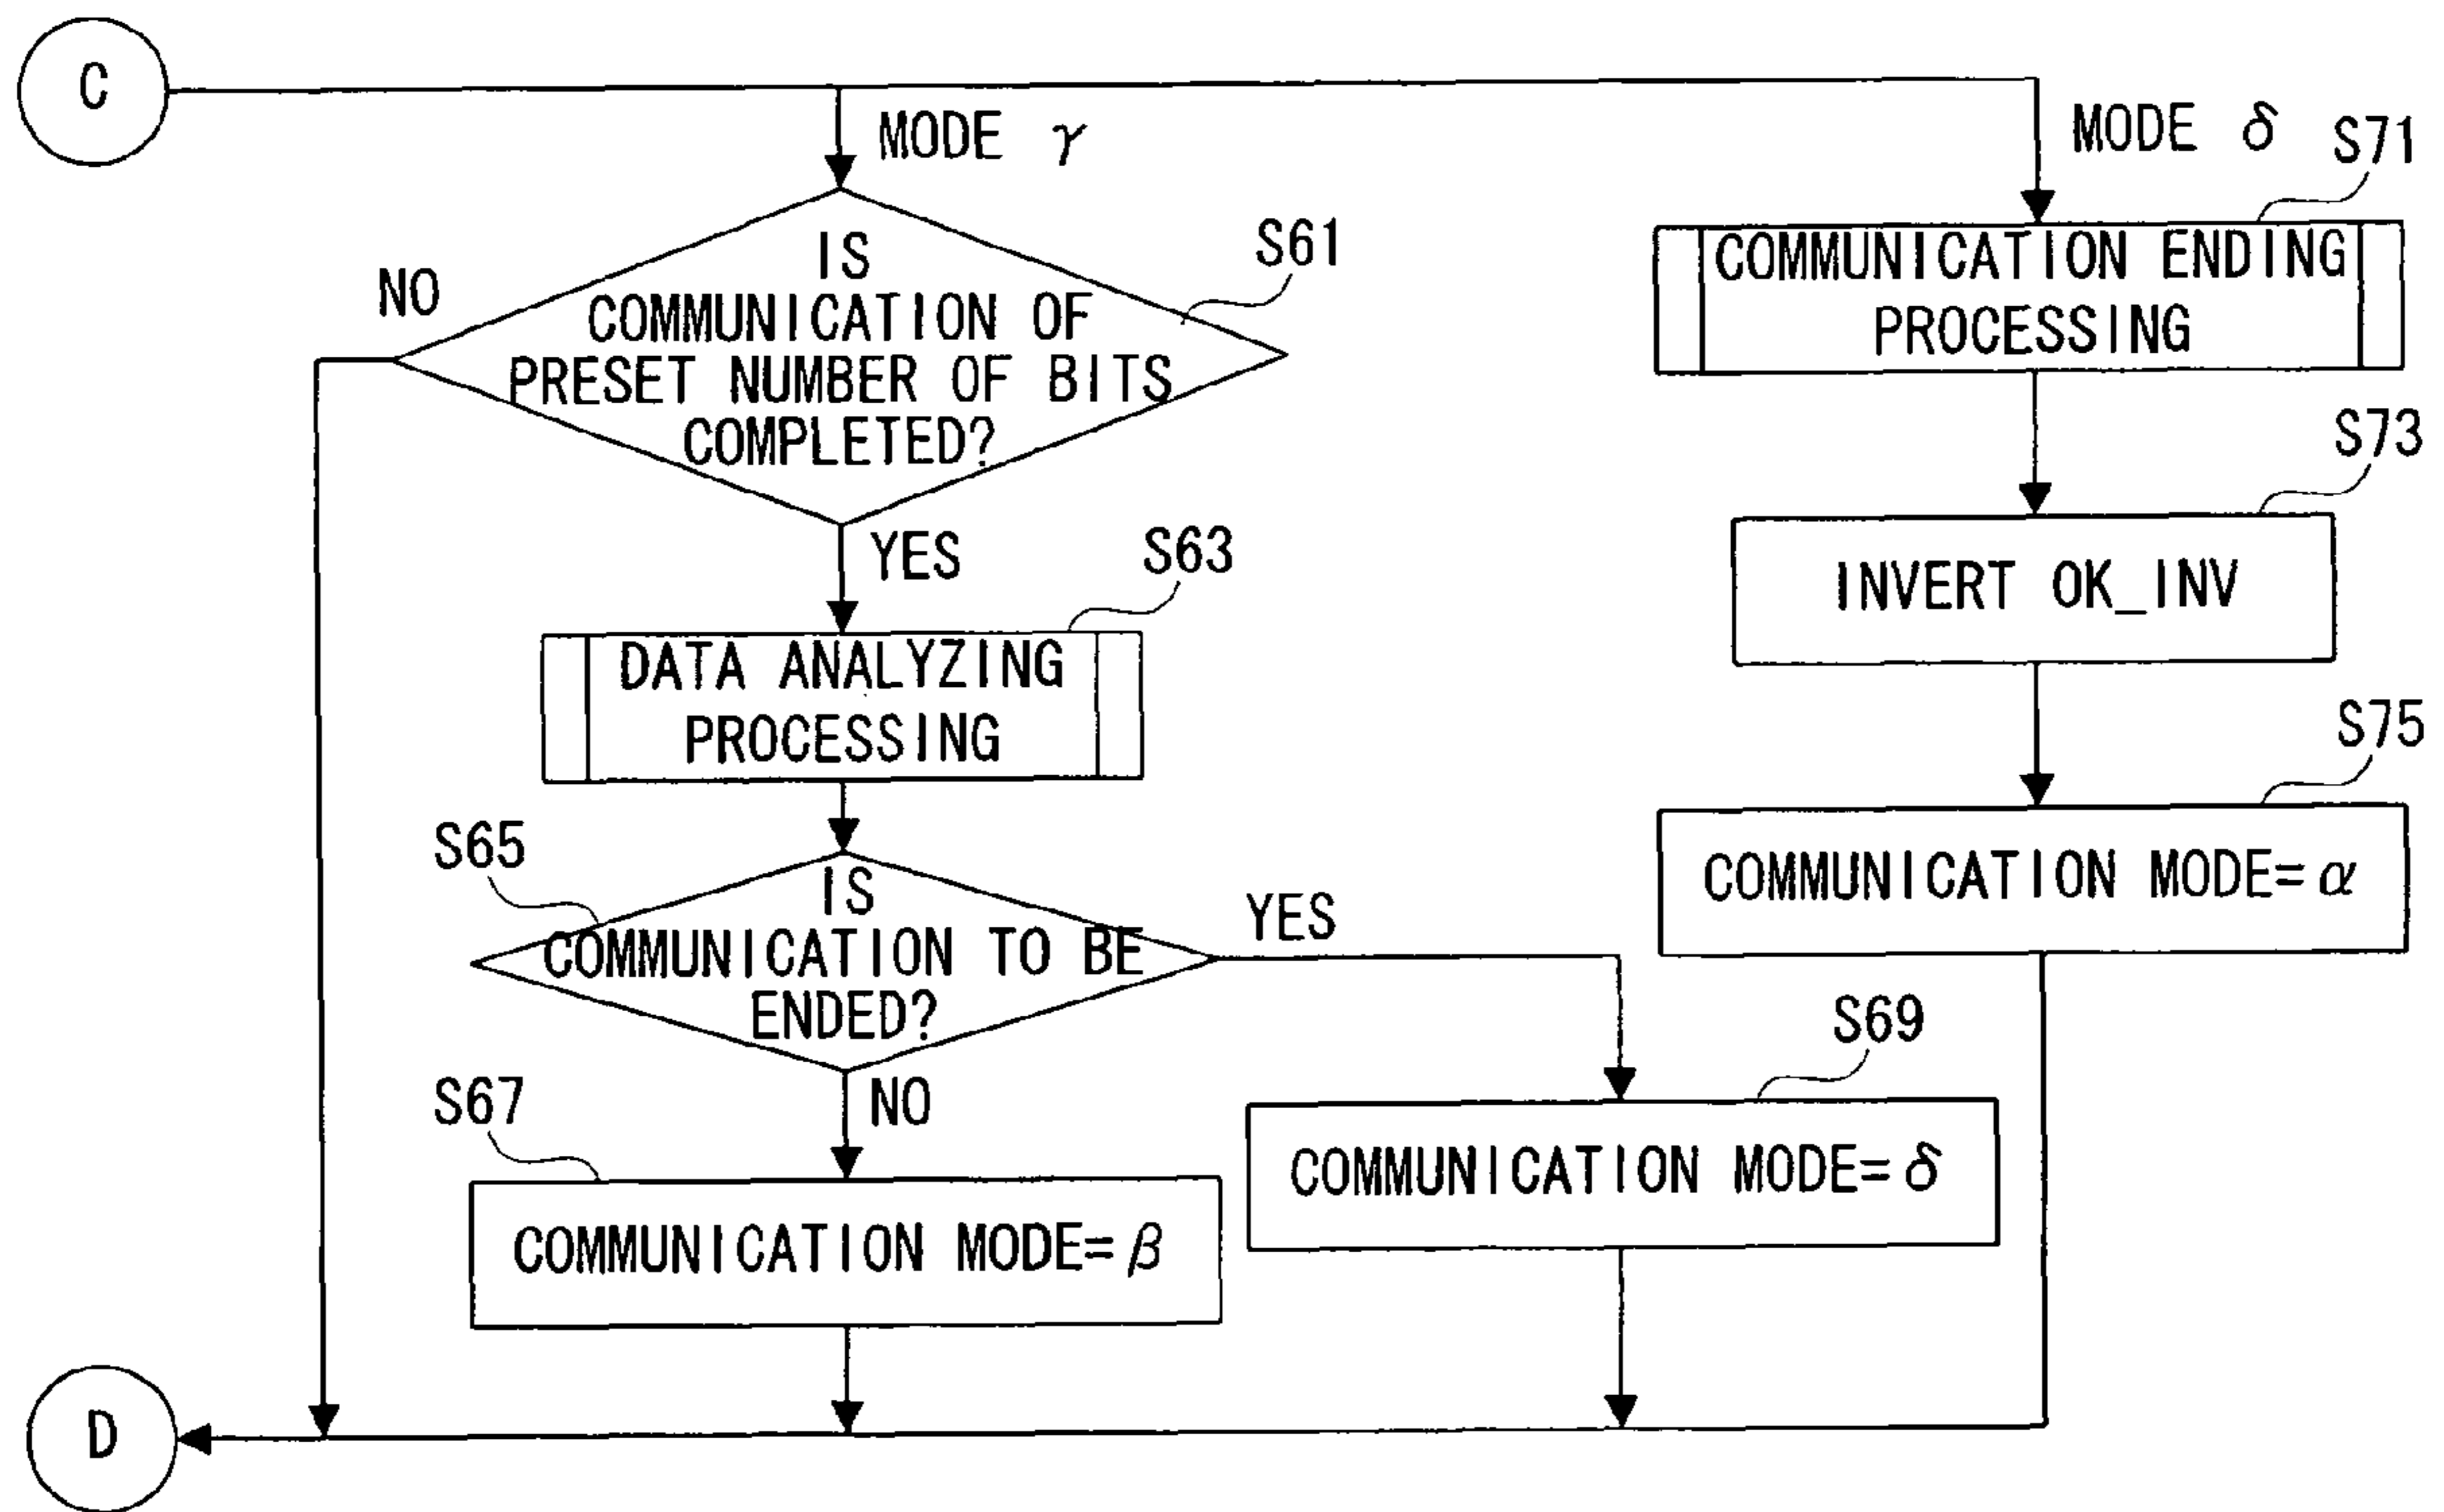 C
MODE γ
MODE δ
S71
COMMUNICATION ENDING
PROCESSING
S61
NO
IS
COMMUNICATION OF
PRESET NUMBER OF BITS
COMPLETED?
S73
INVERT OK_INV
YES
S63
DATA ANALYZING
PROCESSING
S75
COMMUNICATION MODE=α
S65
IS
COMMUNICATION TO BE
ENDED?
YES
S69
COMMUNICATION MODE=δ
NO
S67
COMMUNICATION MODE=β
D